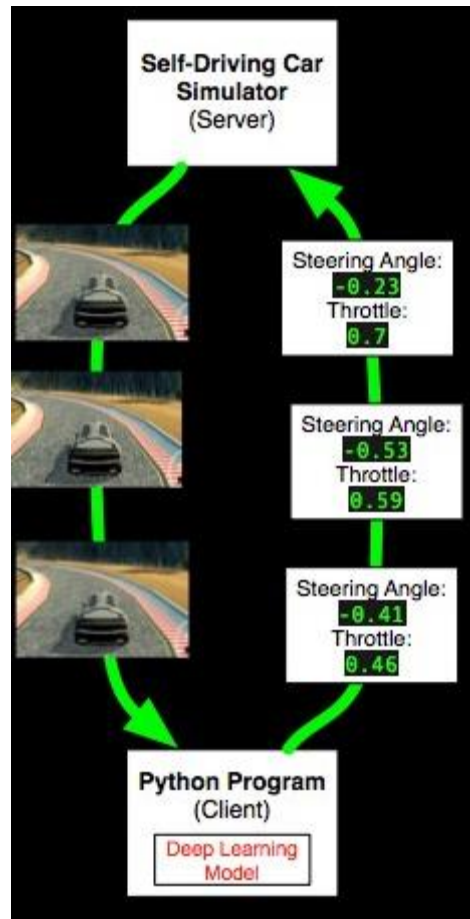 Self-Driving Car
Simulator
(Server)
Steering Angle:
-0.23
Throttle:
0.7
Steering Angle:
-0.53
Throttle:
0.59
Steering Angle:
-0.41
Throttle:
0.46
Python Program
(Client)
Deep Learning
Model